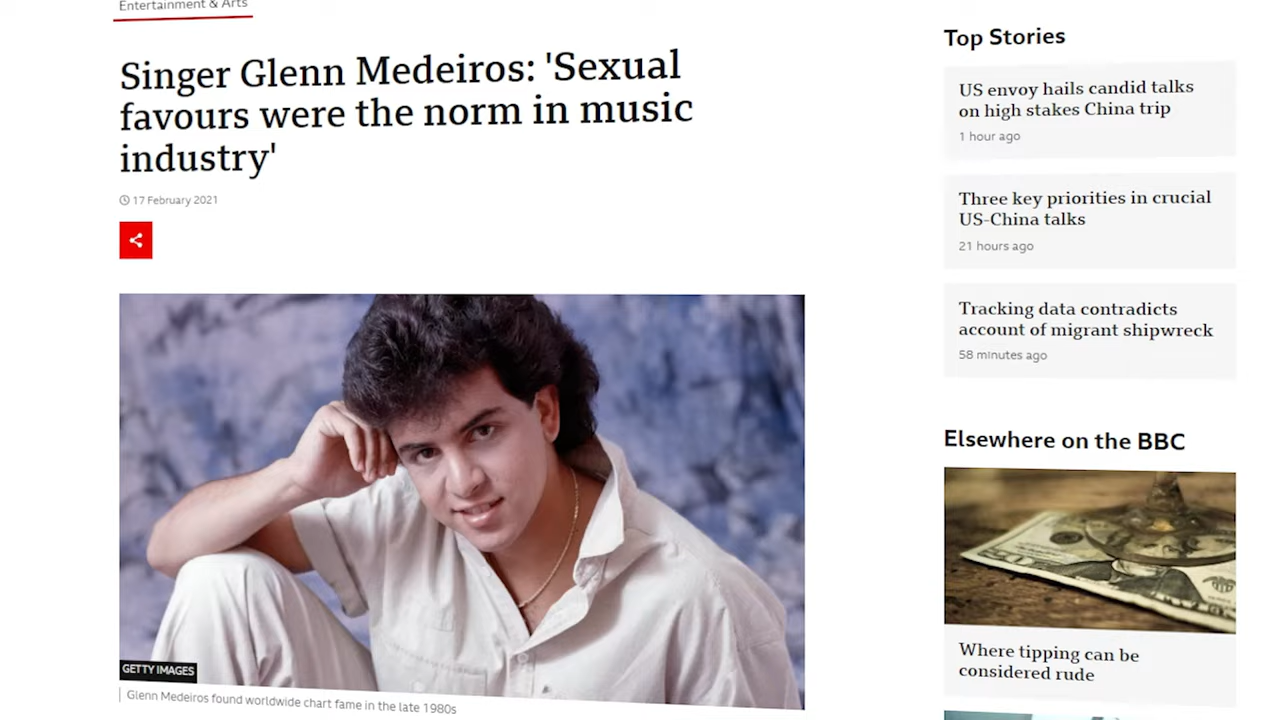 Entertainment & Arts
Singer Glenn Medeiros: 'Sexual
favours were the norm in music
industry'
17 February 2021
GETTY IMAGES
Glenn Medeiros found worldwide chart fame in the late 1980s
Top Stories
US envoy hails candid talks
on high stakes China trip
1 hour ago
Three key priorities in crucial
US-China talks
21 hours ago
Tracking data contradicts
account of migrant shipwreck
58 minutes ago
Elsewhere on the BBC
Where tipping can be
considered rude